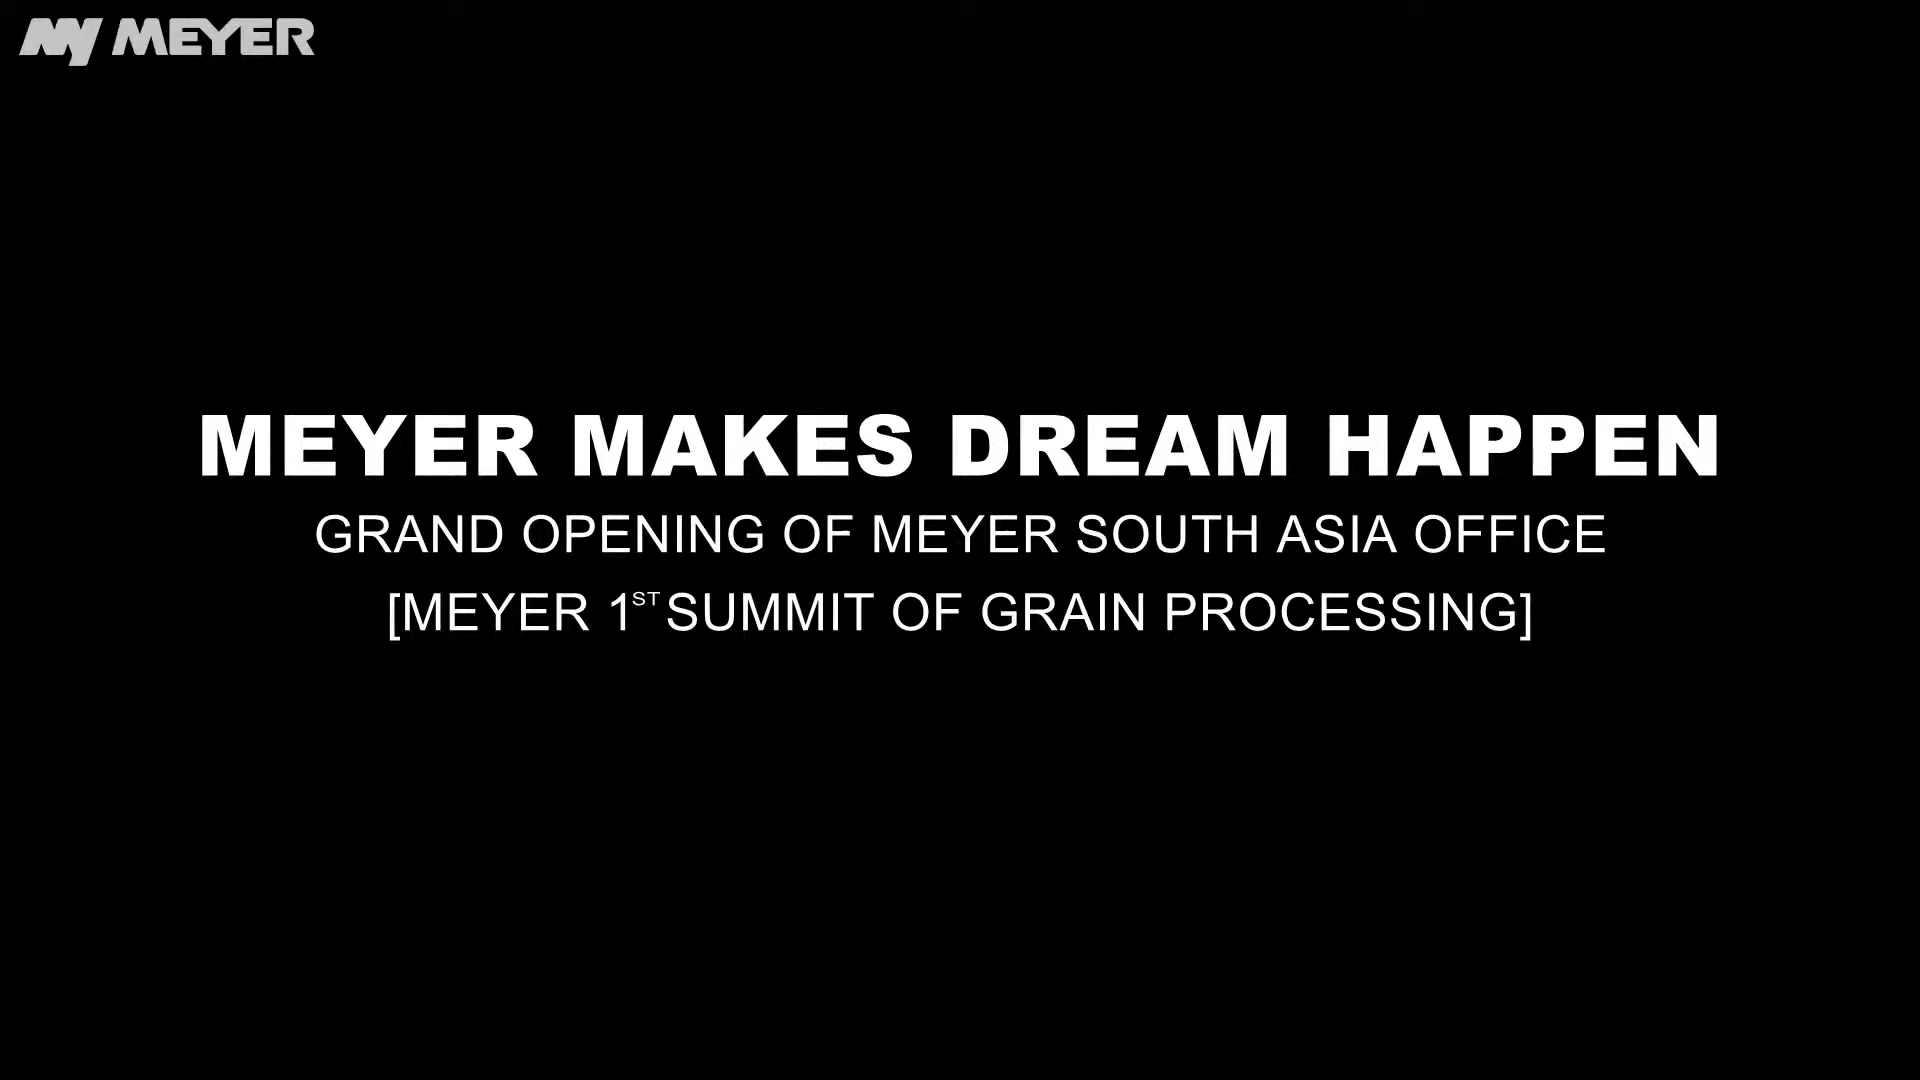 MEYER
MEYER MAKES DREAM HAPPEN
GRAND OPENING OF MEYER SOUTH ASIA OFFICE
[MEYER 1ST SUMMIT OF GRAIN PROCESSING]